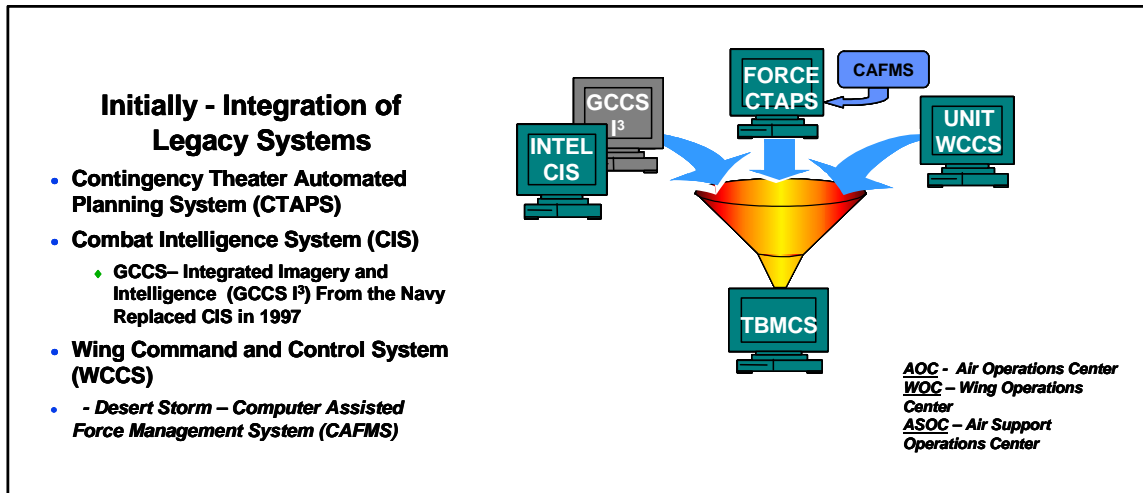 Initially - Integration of
Legacy Systems
• Contingency Theater Automated
Planning System (CTAPS)
• Combat Intelligence System (CIS)
♦ GCCS– Integrated Imagery and
Intelligence (GCCS I³) From the Navy
Replaced CIS in 1997
• Wing Command and Control System
(WCCS)
• - Desert Storm – Computer Assisted
Force Management System (CAFMS)
FORCE
CTAPS
CAFMS
GCCS
I³
INTEL
CIS
UNIT
WCCS
TBMCS
AOC - Air Operations Center
WOC – Wing Operations
Center
ASOC – Air Support
Operations Center